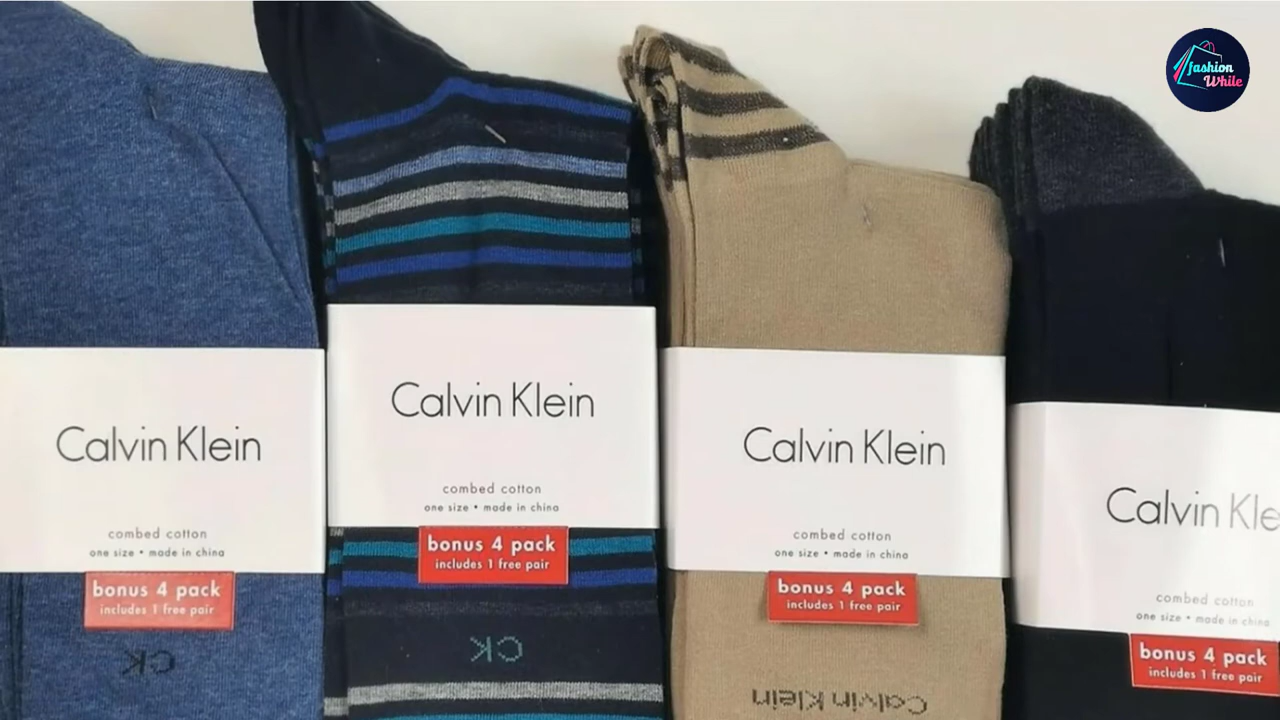 fashion
While
Calvin Klein
combed cotton
one size • made in china
bonus 4 pack
includes 1 free pair
CK
Calvin Klein
combed cotton
one size • made in china
bonus 4 pack
includes 1 free pair
CK
Calvin Klein
combed cotton
one size • made in china
bonus 4 pack
includes 1 free pair
Calvin Klein
Calvin Kle
combed cotton
one size • made in china
bonus 4 pack
includes 1 free pair